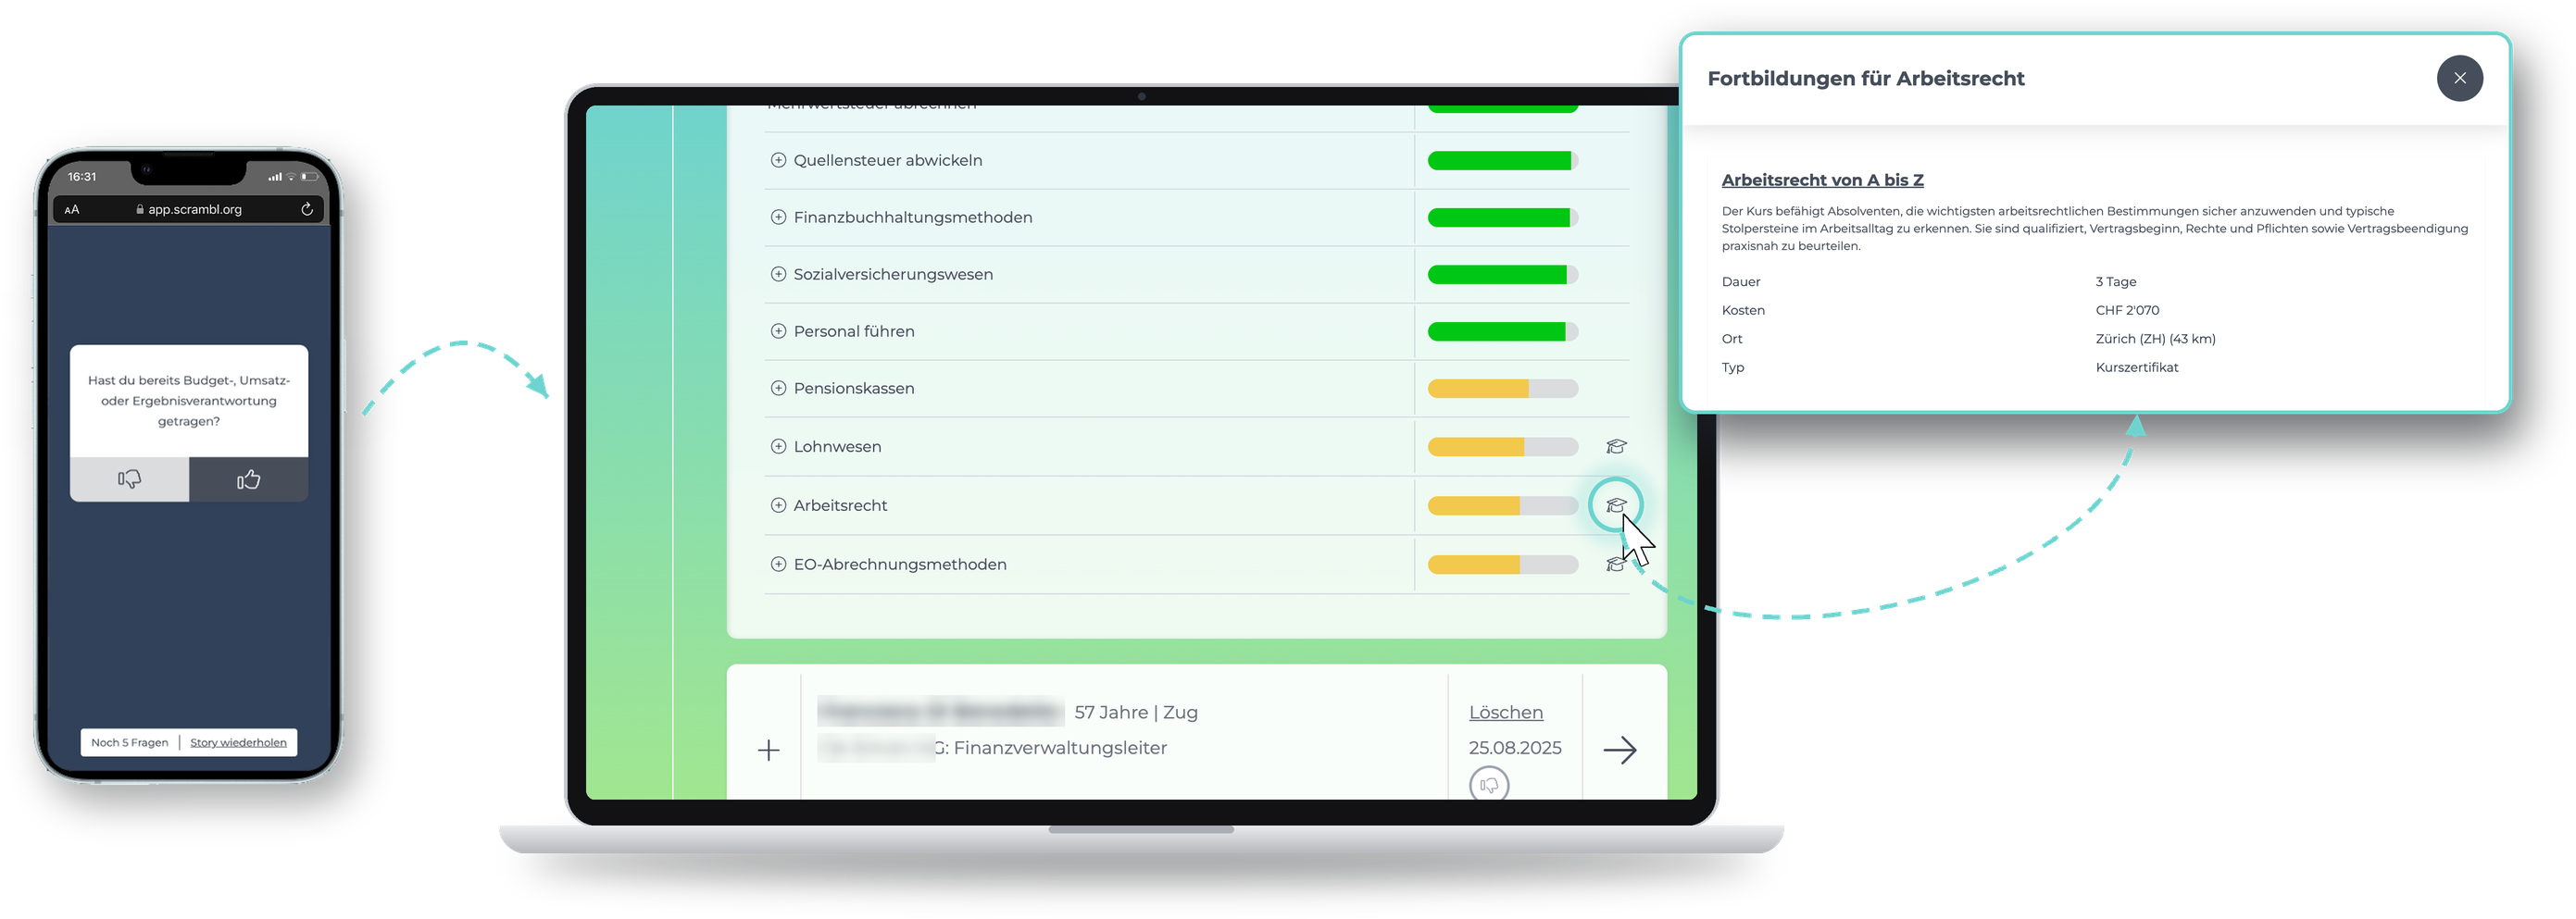 16:31
AA app.scrambl.org
Hast du bereits Budget-, Umsatz-
oder Ergebnisverantwortung
getragen?
Noch 5 Fragen | Story wiederholen
Mehrwertsteuer abrechnen
Quellensteuer abwickeln
Finanzbuchhaltungsmethoden
Sozialversicherungswesen
Personal führen
Pensionskassen
Lohnwesen
Arbeitsrecht
EO-Abrechnungsmethoden
57 Jahre | Zug
G: Finanzverwaltungsleiter
Löschen
25.08.2025
Fortbildungen für Arbeitsrecht
Arbeitsrecht von A bis Z
Der Kurs befähigt Absolventen, die wichtigsten arbeitsrechtlichen Bestimmungen sicher anzuwenden und typische
Stolpersteine im Arbeitsalltag zu erkennen. Sie sind qualifiziert, Vertragsbeginn, Rechte und Pflichten sowie Vertragsbeendigung
praxisnah zu beurteilen.
Dauer 3 Tage
Kosten CHF 2'070
Ort Zürich (ZH) (43 km)
Typ Kurszertifikat